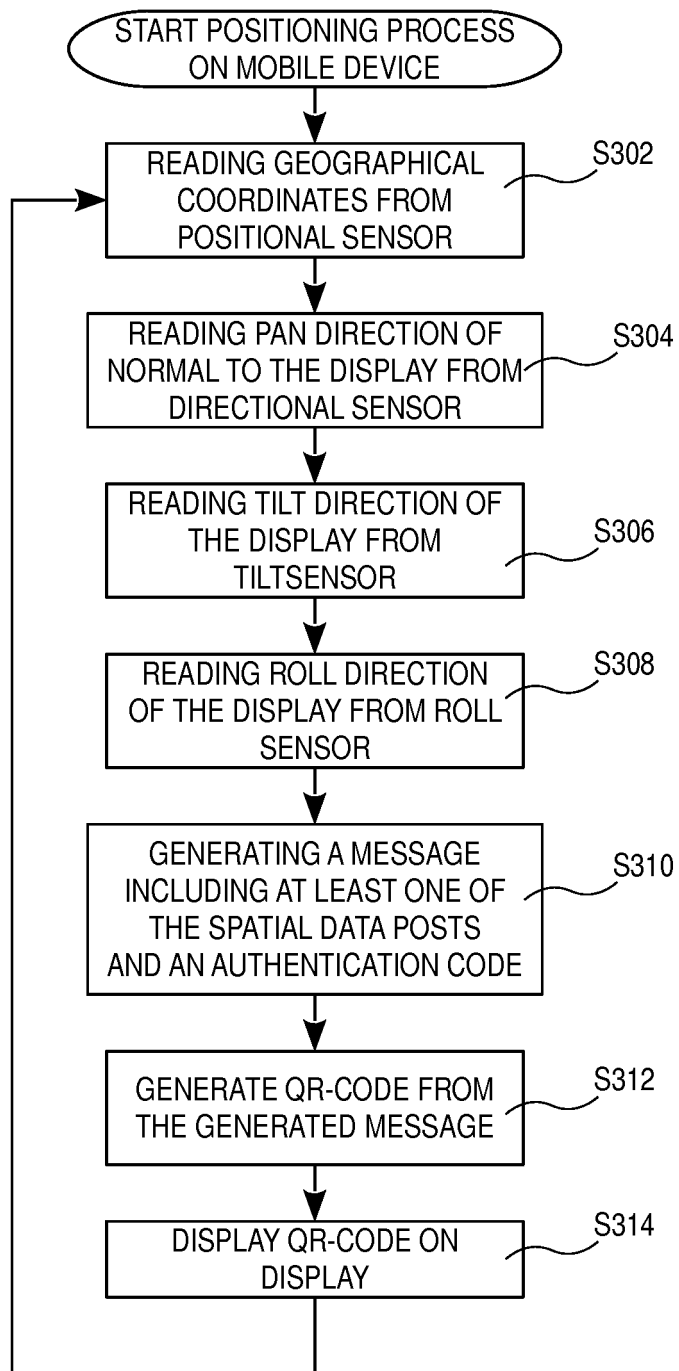 START POSITIONING PROCESS
ON MOBILE DEVICE
READING GEOGRAPHICAL
COORDINATES FROM
POSITIONAL SENSOR
S302
READING PAN DIRECTION OF
NORMAL TO THE DISPLAY FROM
DIRECTIONAL SENSOR
S304
READING TILT DIRECTION OF
THE DISPLAY FROM
TILTSENSOR
S306
READING ROLL DIRECTION
OF THE DISPLAY FROM ROLL
SENSOR
S308
GENERATING A MESSAGE
INCLUDING AT LEAST ONE OF
THE SPATIAL DATA POSTS
AND AN AUTHENTICATION CODE
S310
GENERATE QR-CODE FROM
THE GENERATED MESSAGE
S312
DISPLAY QR-CODE ON
DISPLAY
S314